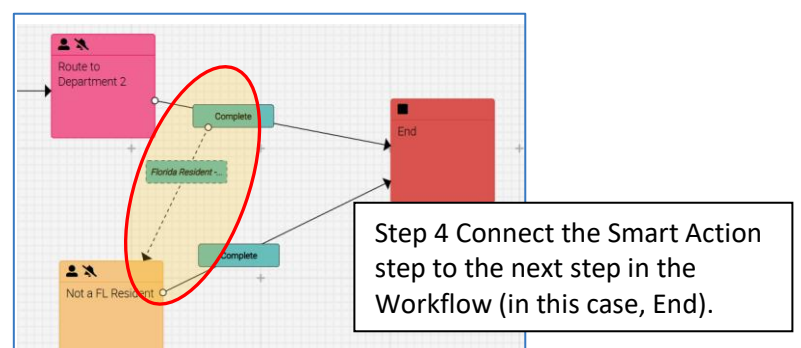 Route to
Department 2
Complete
End
Florida Resident -...
Complete
Not a FL Resident
Step 4 Connect the Smart Action
step to the next step in the
Workflow (in this case, End).